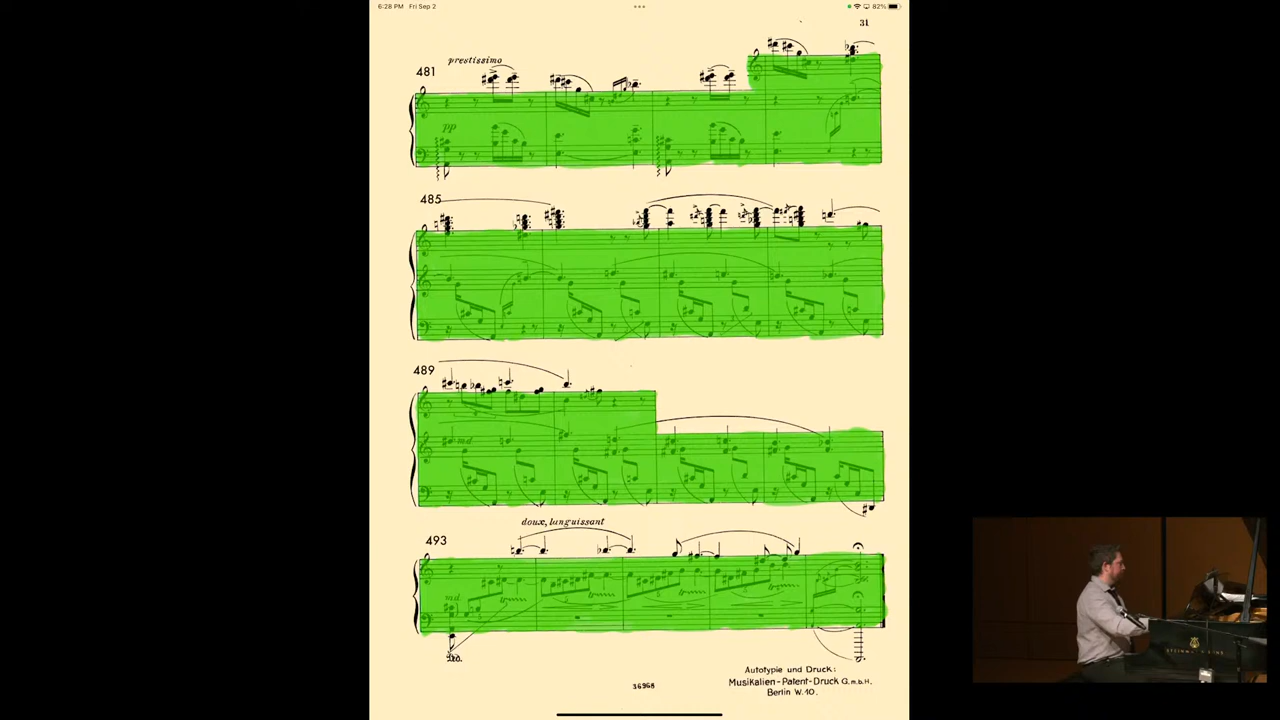 6:28 PM Fri Sep 2
82%
31
prestissimo
481
pp
485
489
m.d.
doux, languissant
493
m.d.
Autotypie und Druck:
Musikalien-Patent-Druck G.m.b.H.
Berlin W. 10.
36968